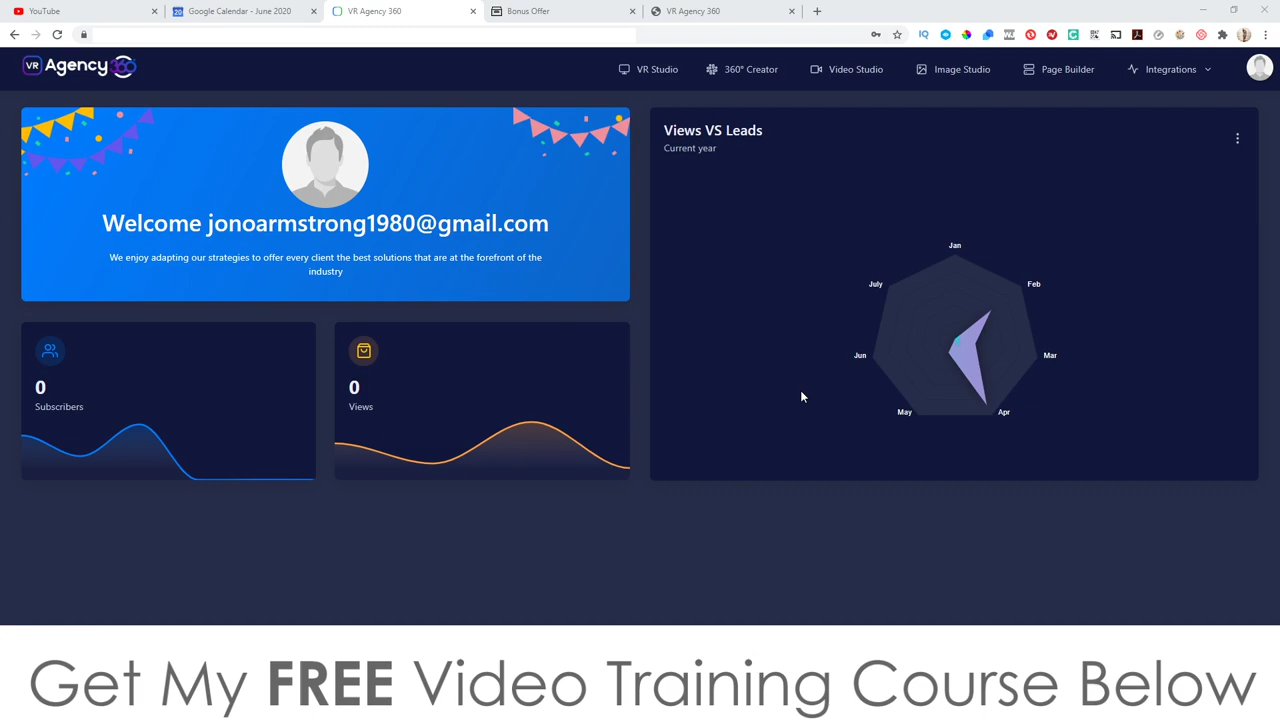 YouTube
Google Calendar - June 2020
VR Agency 360
Bonus Offer
VR Agency 360
VR Agency 360
VR Studio
360° Creator
Video Studio
Image Studio
Page Builder
Integrations
Welcome jonoarmstrong1980@gmail.com
We enjoy adapting our strategies to offer every client the best solutions that are at the forefront of the
industry
0
Subscribers
0
Views
Views VS Leads
Current year
Jan
Feb
Mar
Apr
May
Jun
July
Get My FREE Video Training Course Below